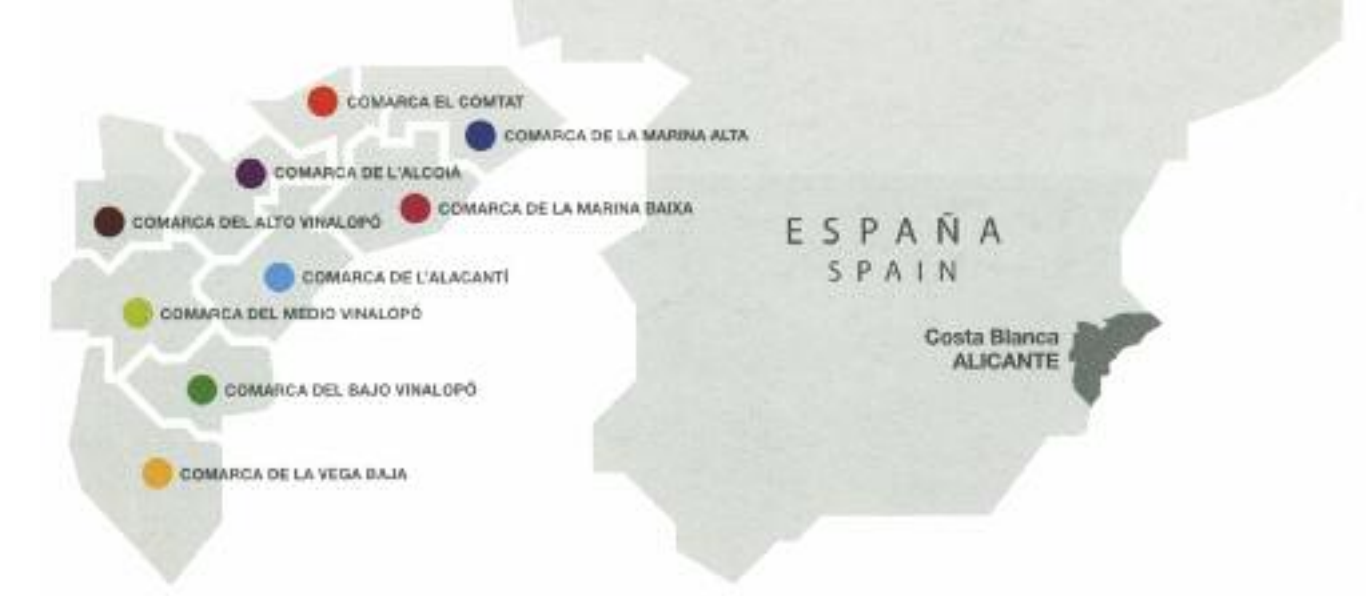 COMARCA EL COMTAT
COMARCA DE LA MARINA ALTA
COMARCA DE L'ALCOIÀ
COMARCA DE LA MARINA BAIXA
COMARCA DEL ALTO VINALOPÓ
COMARCA DE L'ALACANTÍ
COMARCA DEL MEDIO VINALOPÓ
COMARCA DEL BAJO VINALOPÓ
COMARCA DE LA VEGA BAJA
ESPAÑA
SPAIN
Costa Blanca
ALICANTE